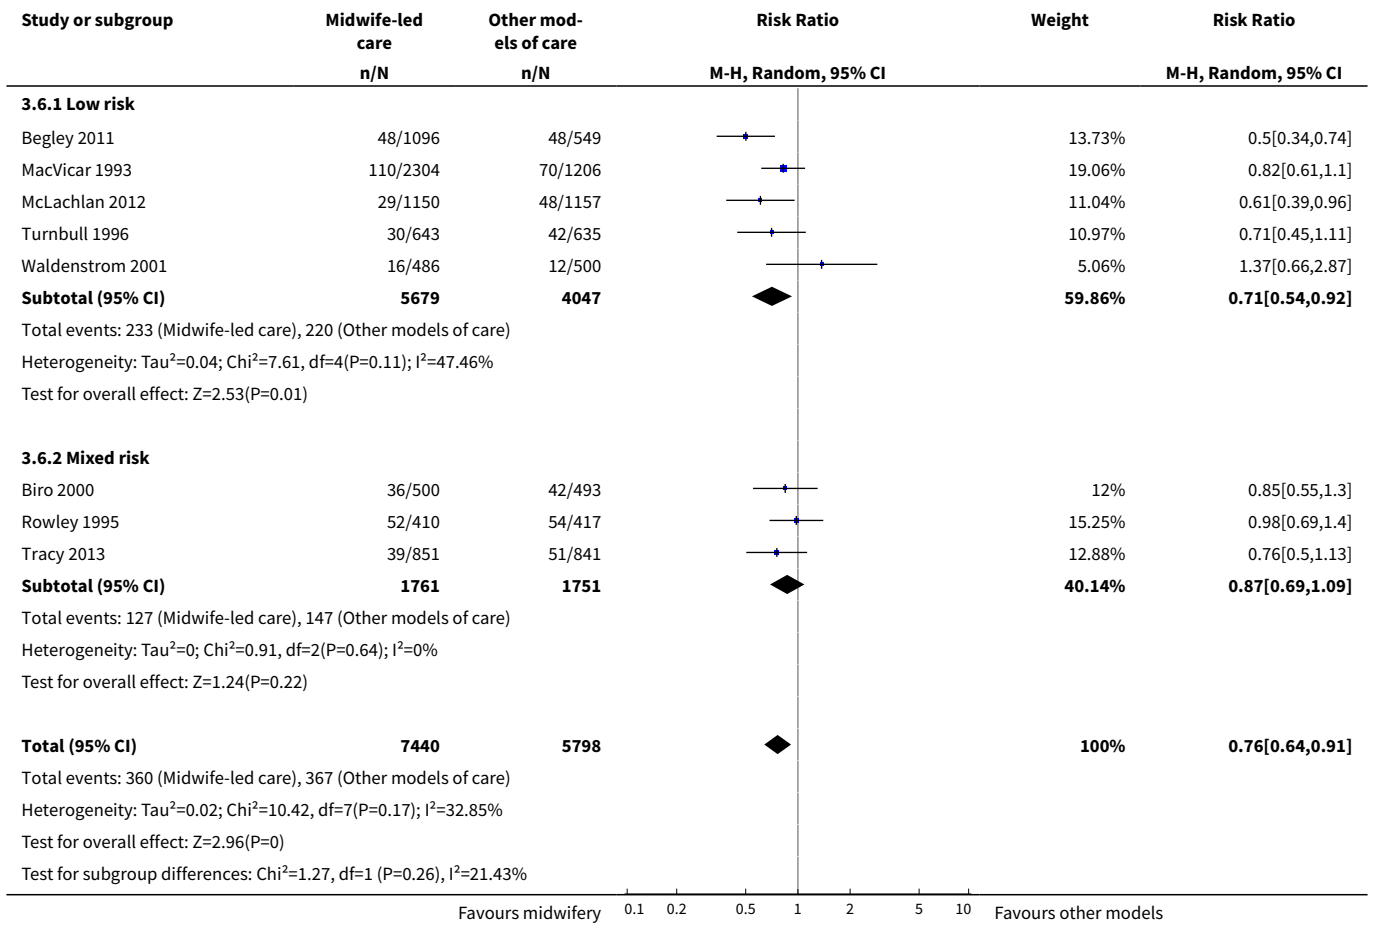 Study or subgroup Midwife-led care Other mod-els of care Risk Ratio Weight Risk Ratio
n/N n/N M-H, Random, 95% CI M-H, Random, 95% CI
3.6.1 Low risk
Begley 2011 48/1096 48/549 13.73% 0.5[0.34,0.74]
MacVicar 1993 110/2304 70/1206 19.06% 0.82[0.61,1.1]
McLachlan 2012 29/1150 48/1157 11.04% 0.61[0.39,0.96]
Turnbull 1996 30/643 42/635 10.97% 0.71[0.45,1.11]
Waldenstrom 2001 16/486 12/500 5.06% 1.37[0.66,2.87]
Subtotal (95% CI) 5679 4047 59.86% 0.71[0.54,0.92]
Total events: 233 (Midwife-led care), 220 (Other models of care)
Heterogeneity: Tau²=0.04; Chi²=7.61, df=4(P=0.11); I²=47.46%
Test for overall effect: Z=2.53(P=0.01)
3.6.2 Mixed risk
Biro 2000 36/500 42/493 12% 0.85[0.55,1.3]
Rowley 1995 52/410 54/417 15.25% 0.98[0.69,1.4]
Tracy 2013 39/851 51/841 12.88% 0.76[0.5,1.13]
Subtotal (95% CI) 1761 1751 40.14% 0.87[0.69,1.09]
Total events: 127 (Midwife-led care), 147 (Other models of care)
Heterogeneity: Tau²=0; Chi²=0.91, df=2(P=0.64); I²=0%
Test for overall effect: Z=1.24(P=0.22)
Total (95% CI) 7440 5798 100% 0.76[0.64,0.91]
Total events: 360 (Midwife-led care), 367 (Other models of care)
Heterogeneity: Tau²=0.02; Chi²=10.42, df=7(P=0.17); I²=32.85%
Test for overall effect: Z=2.96(P=0)
Test for subgroup differences: Chi²=1.27, df=1 (P=0.26), I²=21.43%
Favours midwifery 0.1 0.2 0.5 1 2 5 10 Favours other models